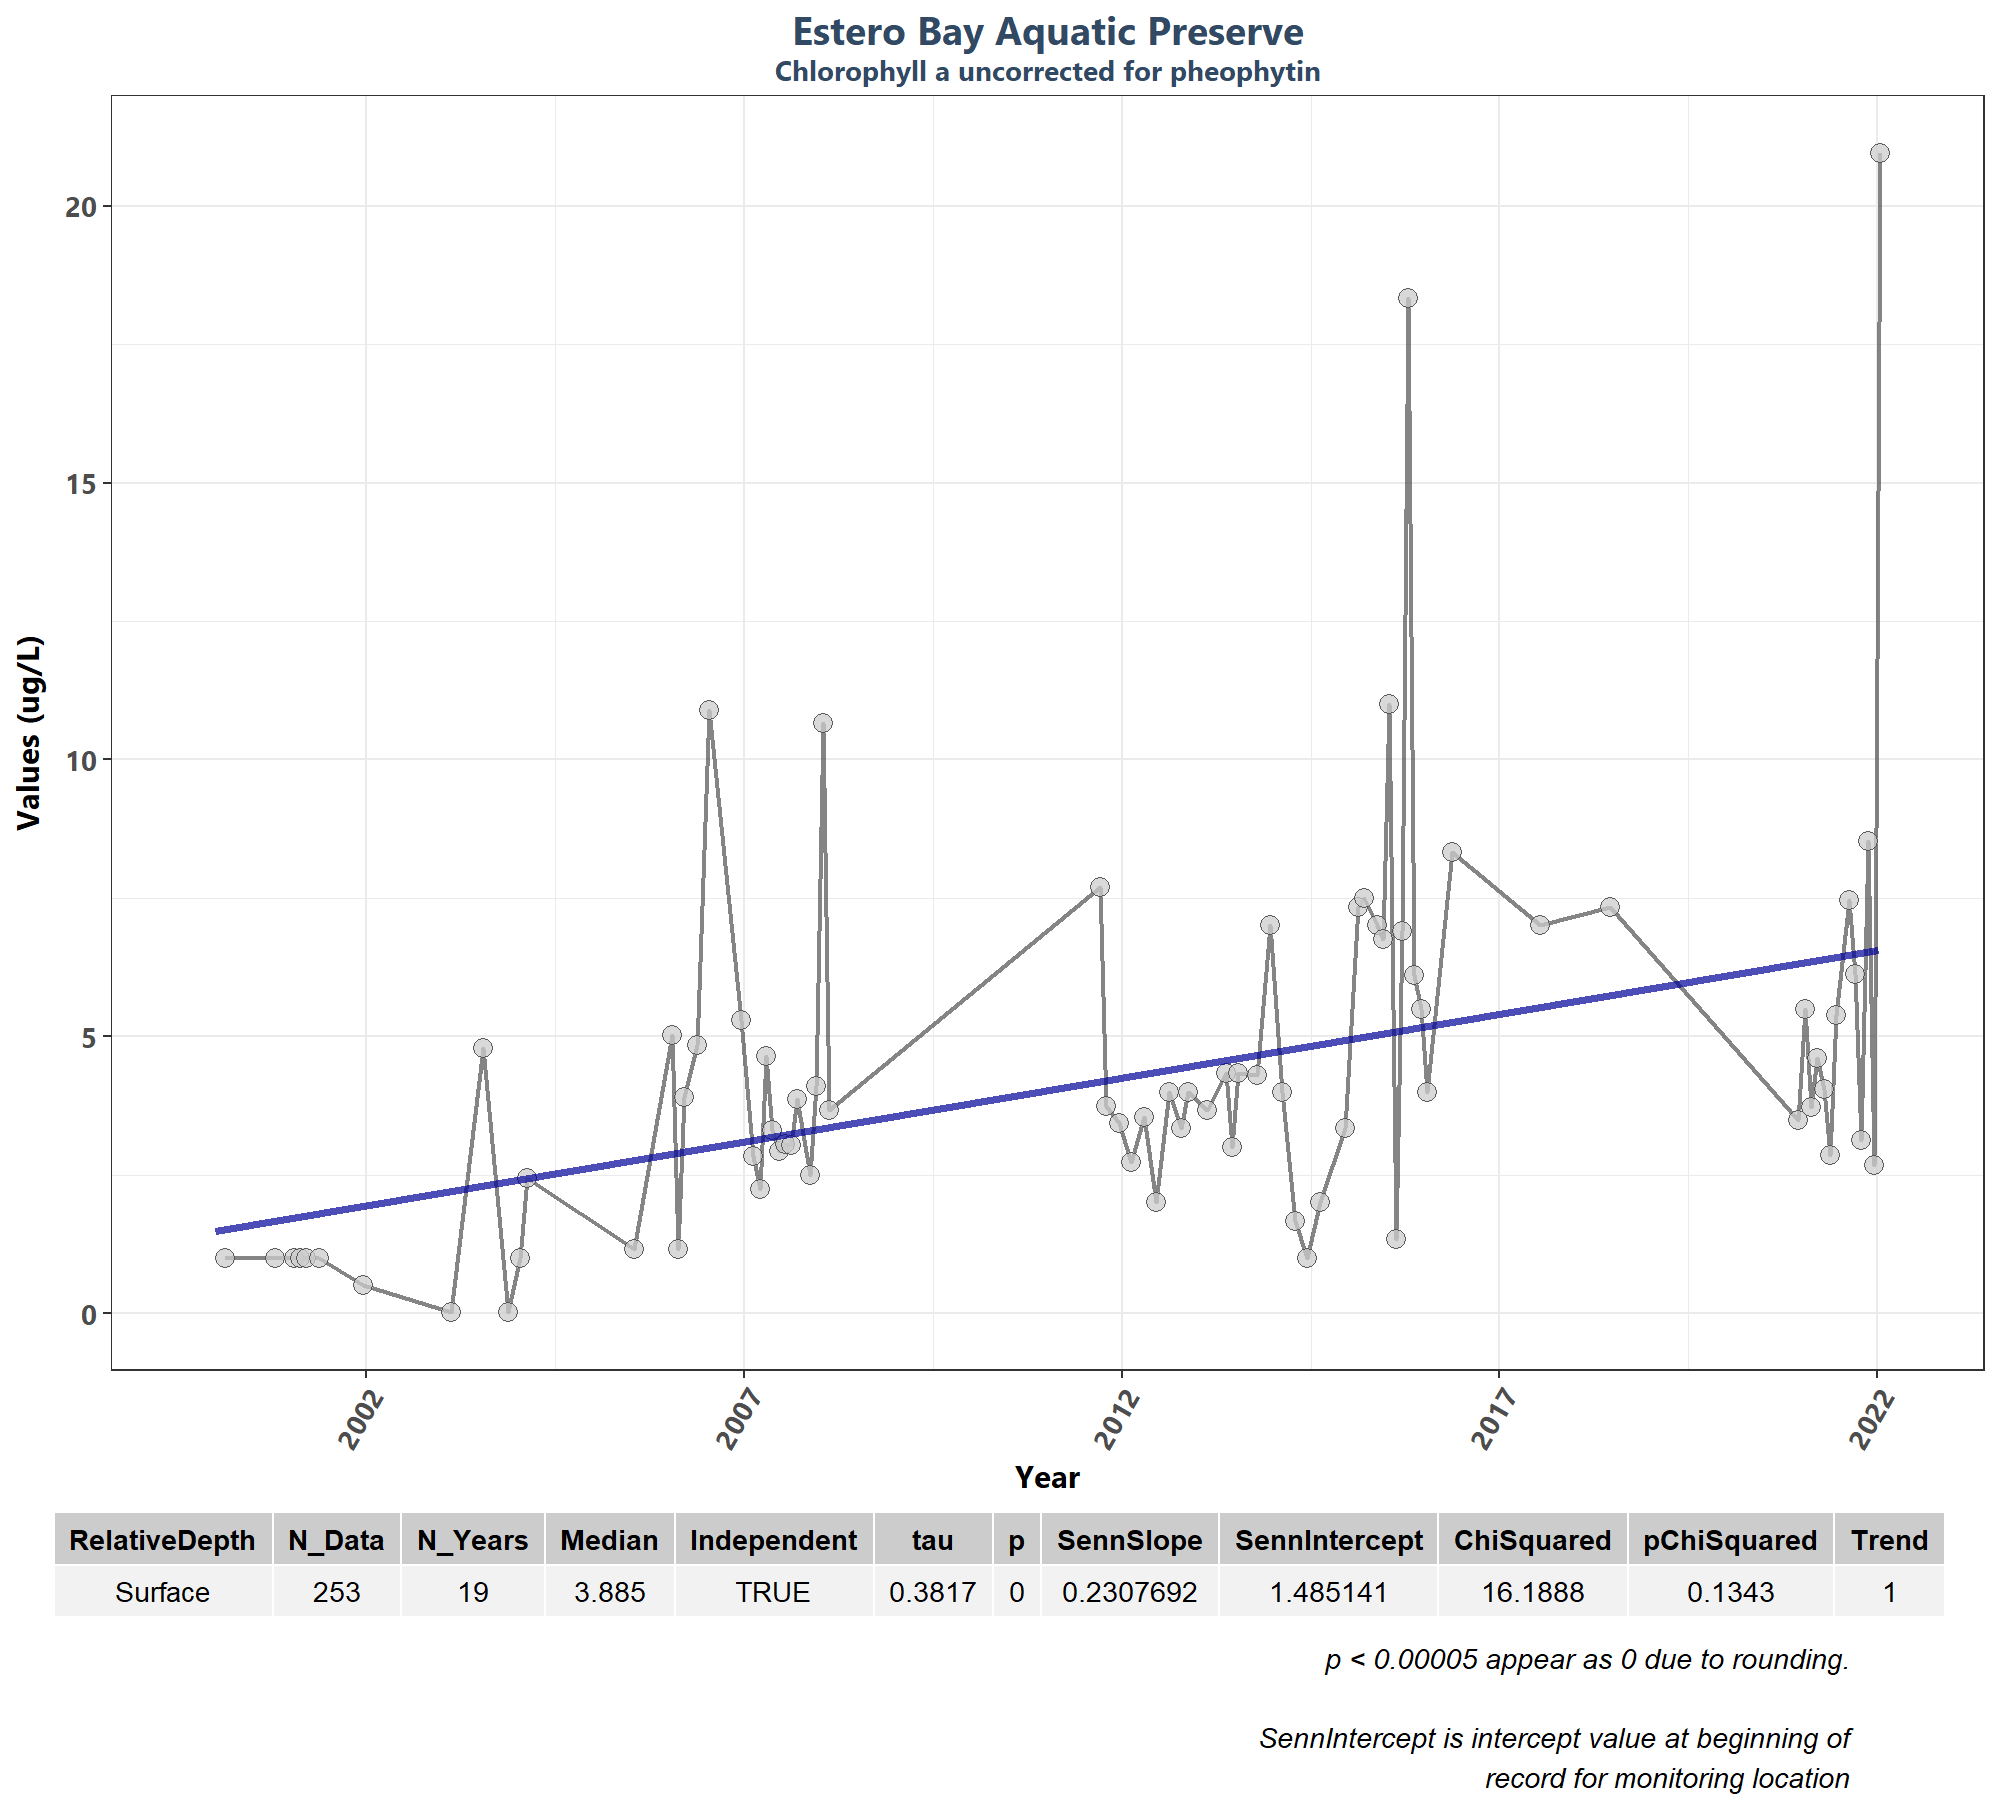 Estero Bay Aquatic Preserve
Chlorophyll a uncorrected for pheophytin
Values (ug/L)
20
15
10
5
0
2002 2007 2012 2017 2022
Year
RelativeDepth N_Data N_Years Median Independent tau p SennSlope SennIntercept ChiSquared pChiSquared Trend
Surface 253 19 3.885 TRUE 0.3817 0 0.2307692 1.485141 16.1888 0.1343 1
p < 0.00005 appear as 0 due to rounding.
SennIntercept is intercept value at beginning of
record for monitoring location